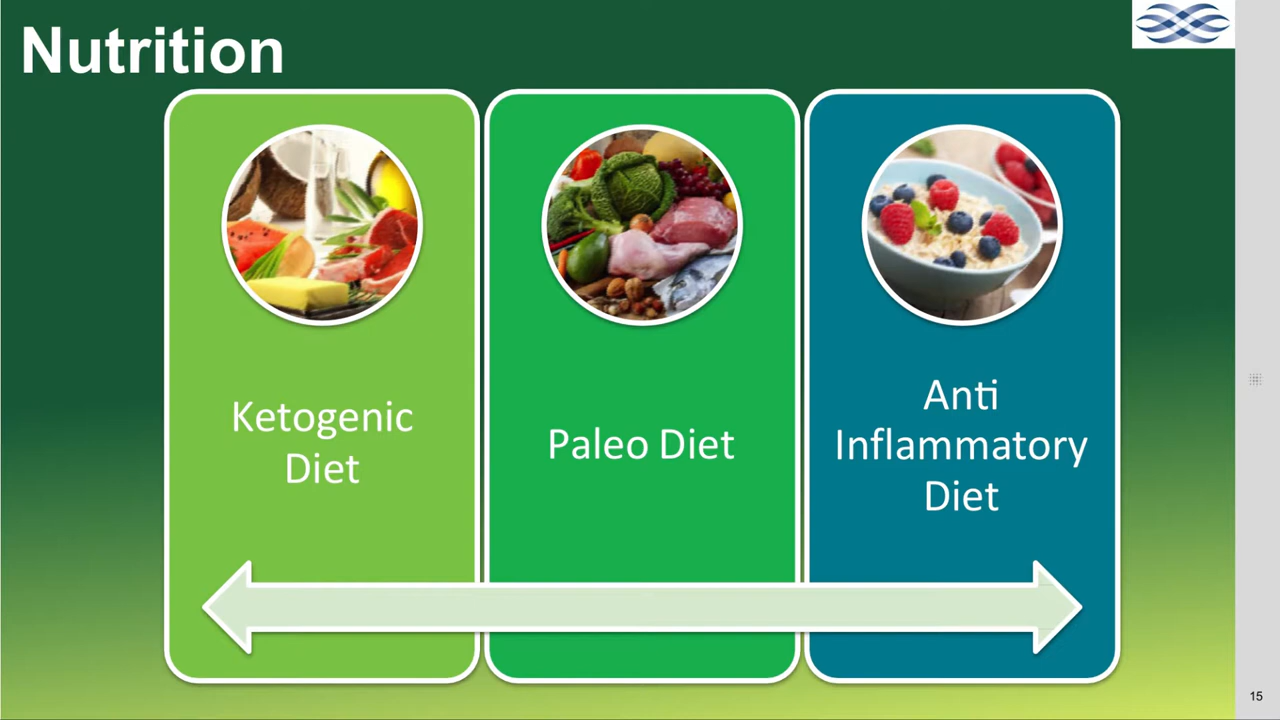 Nutrition
Ketogenic
Diet
Paleo Diet
Anti
Inflammatory
Diet
15